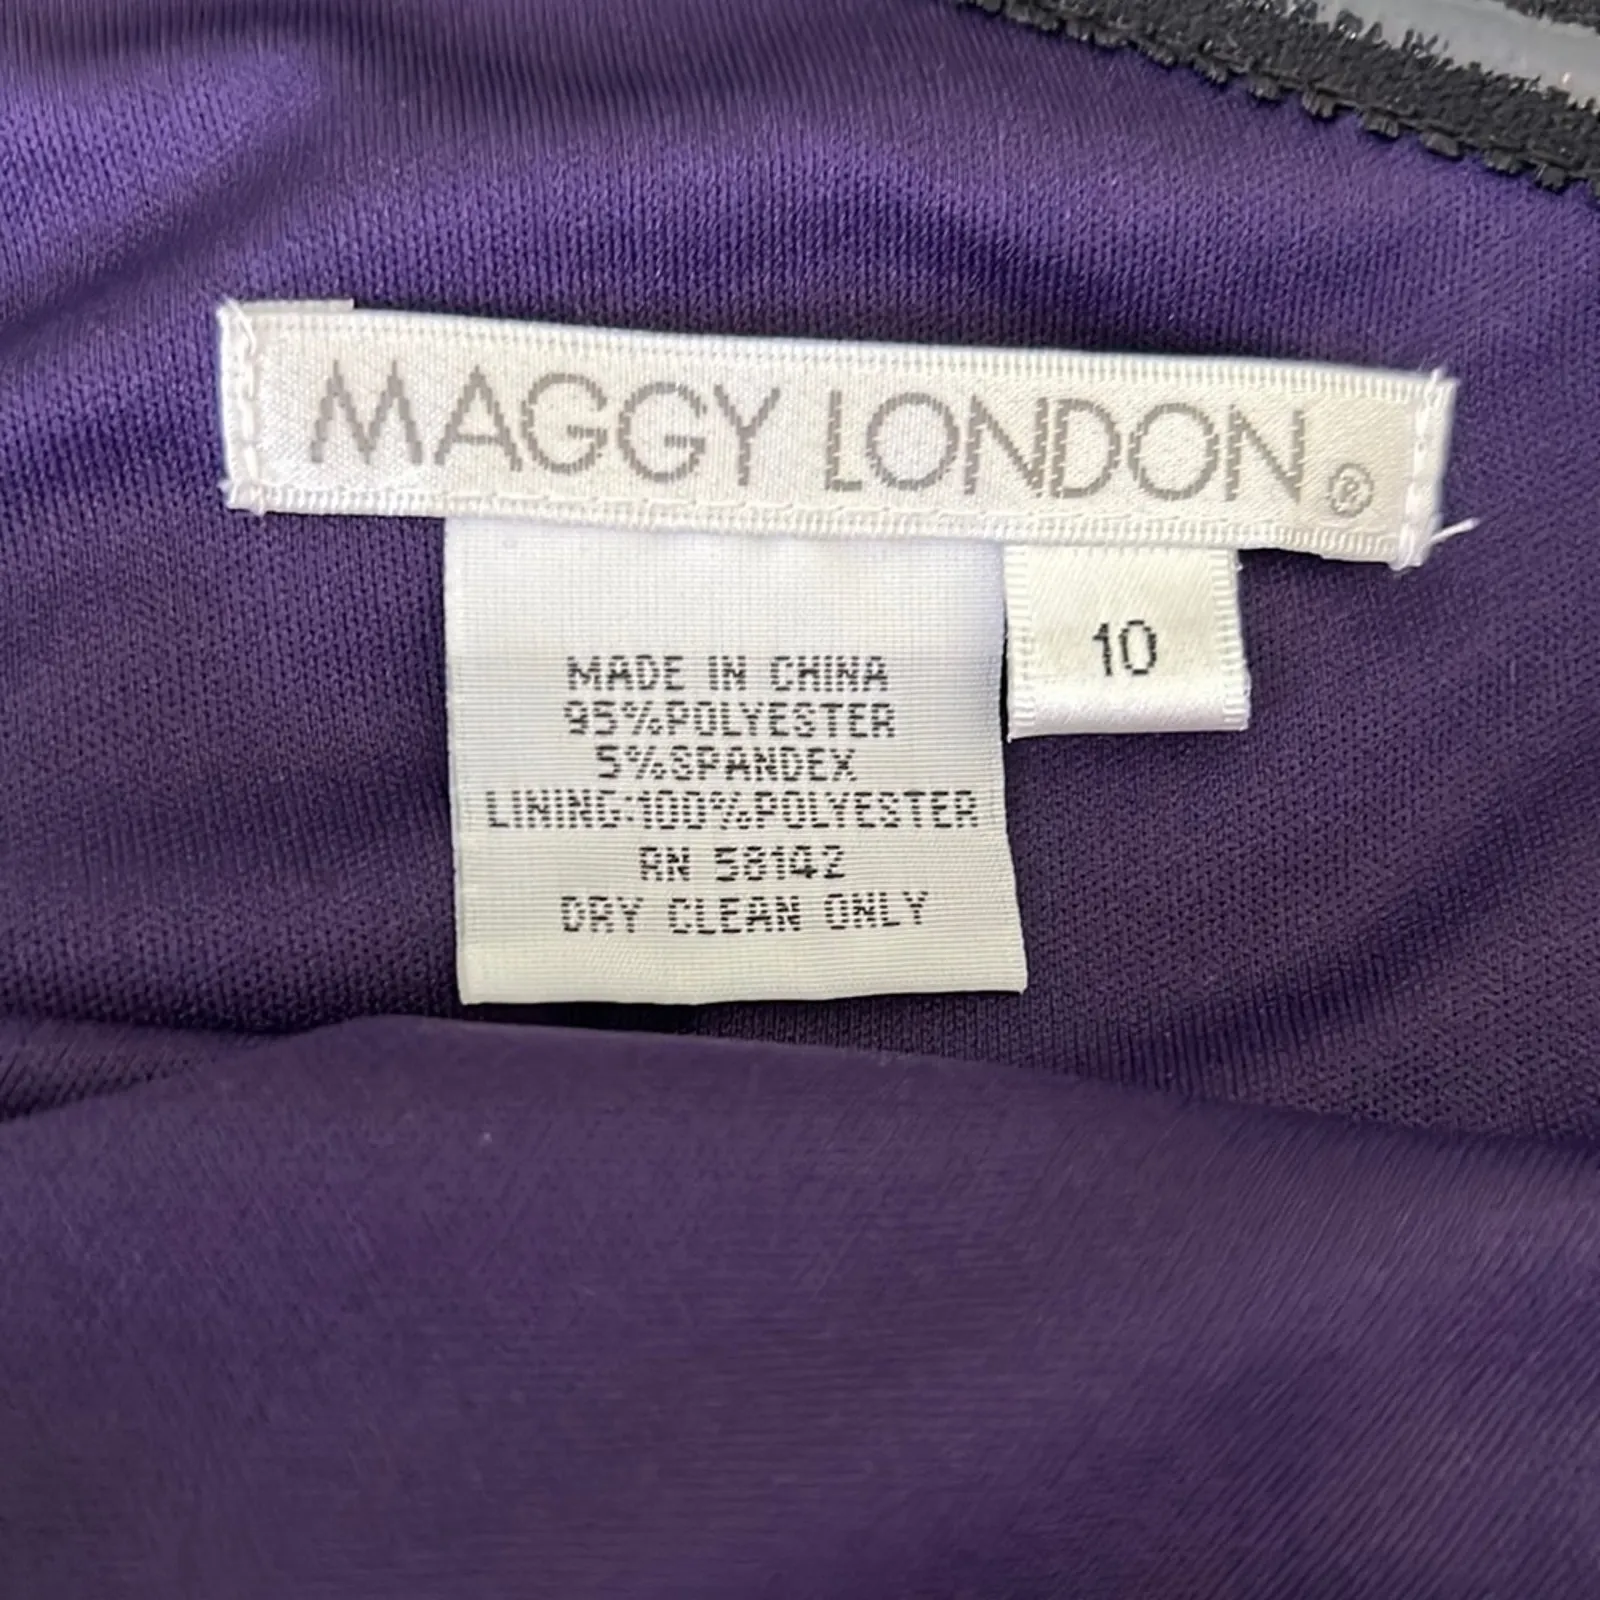 MAGGY LONDON®
10
MADE IN CHINA
95%POLYESTER
5%SPANDEX
LINING:100%POLYESTER
RN 58142
DRY CLEAN ONLY